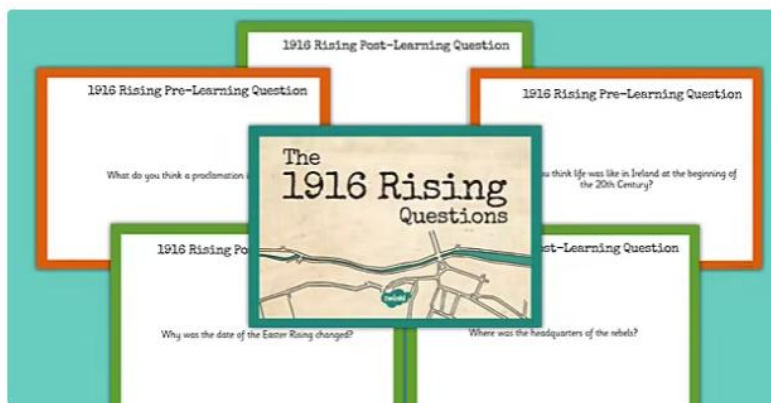 1916 Rising Post-Learning Question
1916 Rising Pre-Learning Question
What do you think a proclamation
1916 Rising Pre-Learning Question
think life was like in Ireland at the beginning of
the 20th Century?
The
1916 Rising
Questions
twinkl
1916 Rising
Why was the date of the Easter Rising changed?
-Learning Question
Where was the headquarters of the rebels?